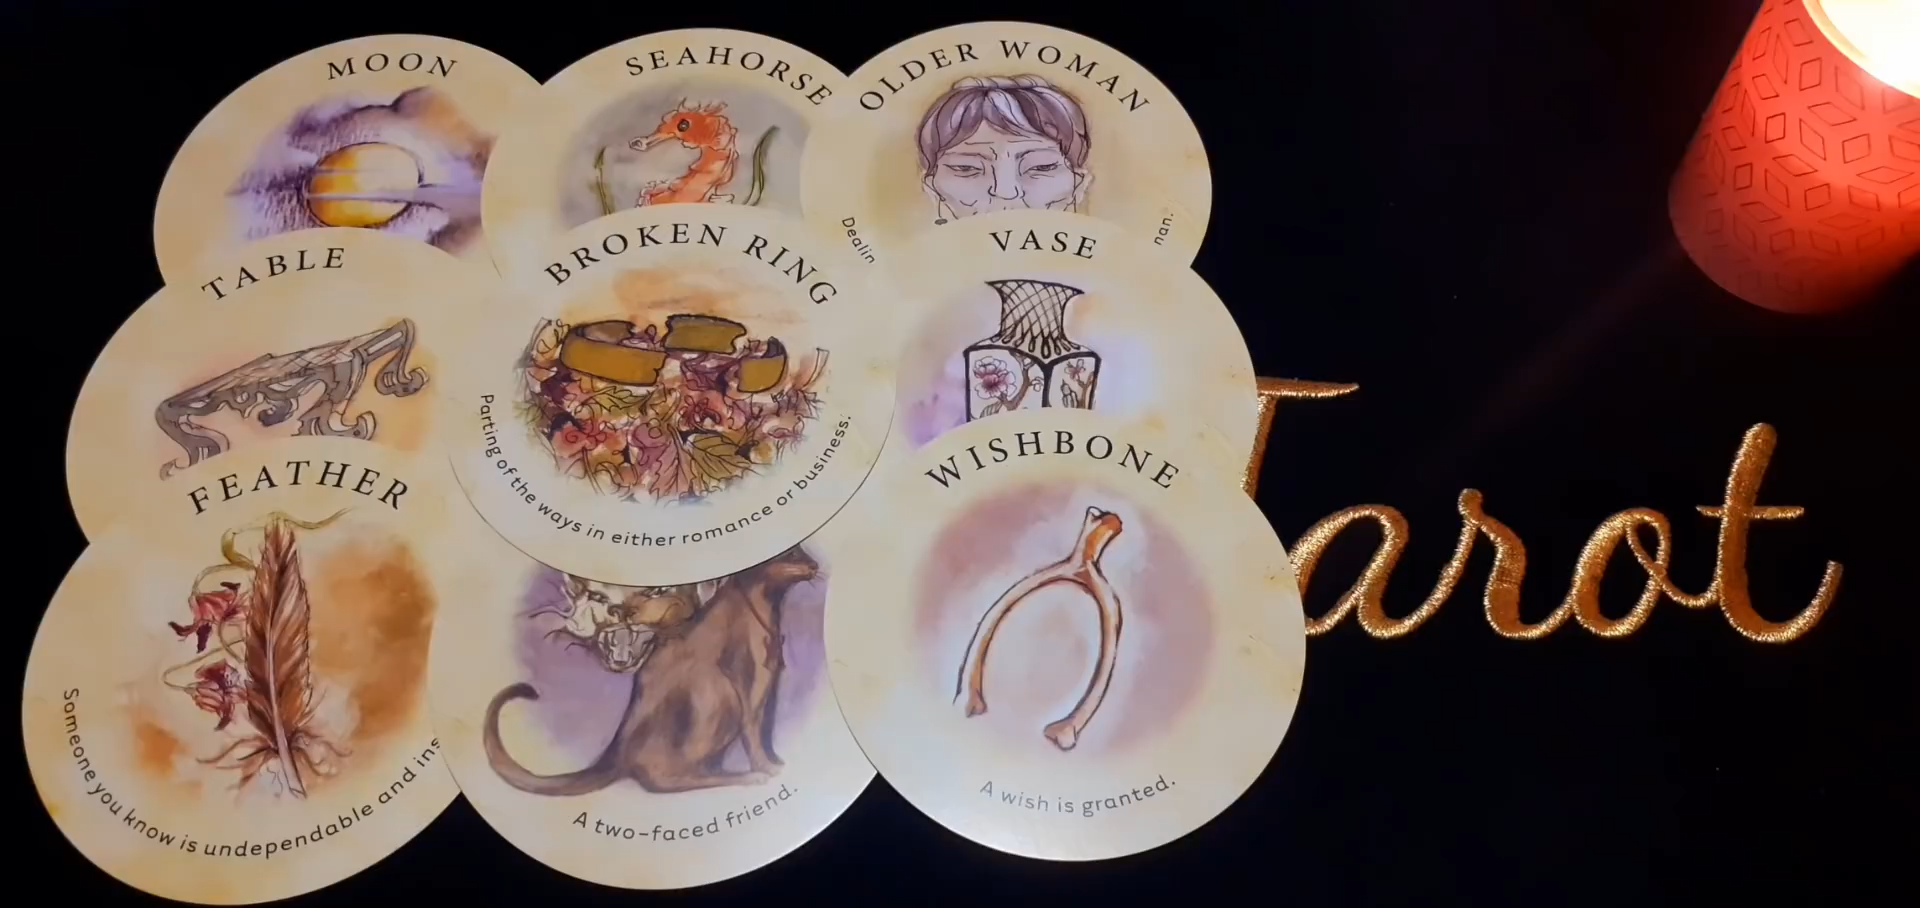 MOON
SEAHORSE
OLDER WOMAN
Dealin
nan.
TABLE
BROKEN RING
Parting of the ways in either romance or business.
VASE
FEATHER
Someone you know is undependable and ins
A two-faced friend.
WISHBONE
A wish is granted.
Tarot